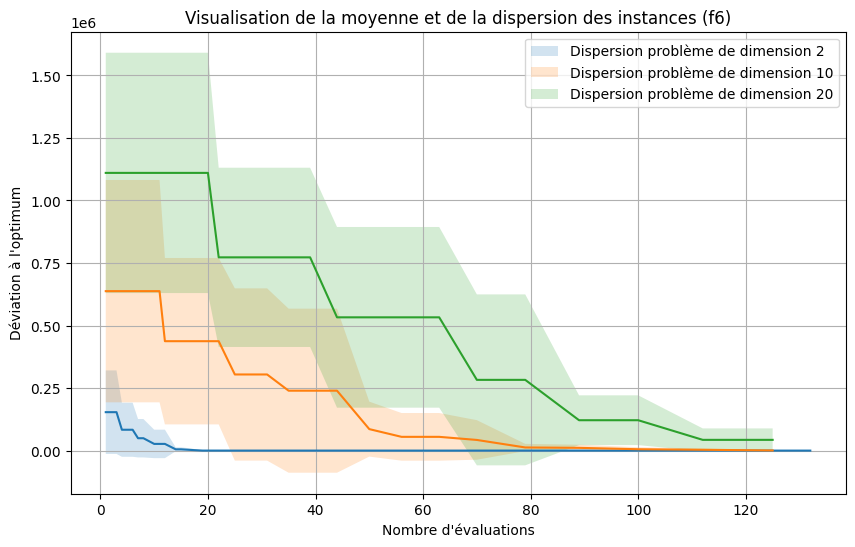 Visualisation de la moyenne et de la dispersion des instances (f6)
1e6
Dispersion problème de dimension 2
Dispersion problème de dimension 10
Dispersion problème de dimension 20
Déviation à l'optimum
1.50
1.25
1.00
0.75
0.50
0.25
0.00
0 20 40 60 80 100 120
Nombre d'évaluations